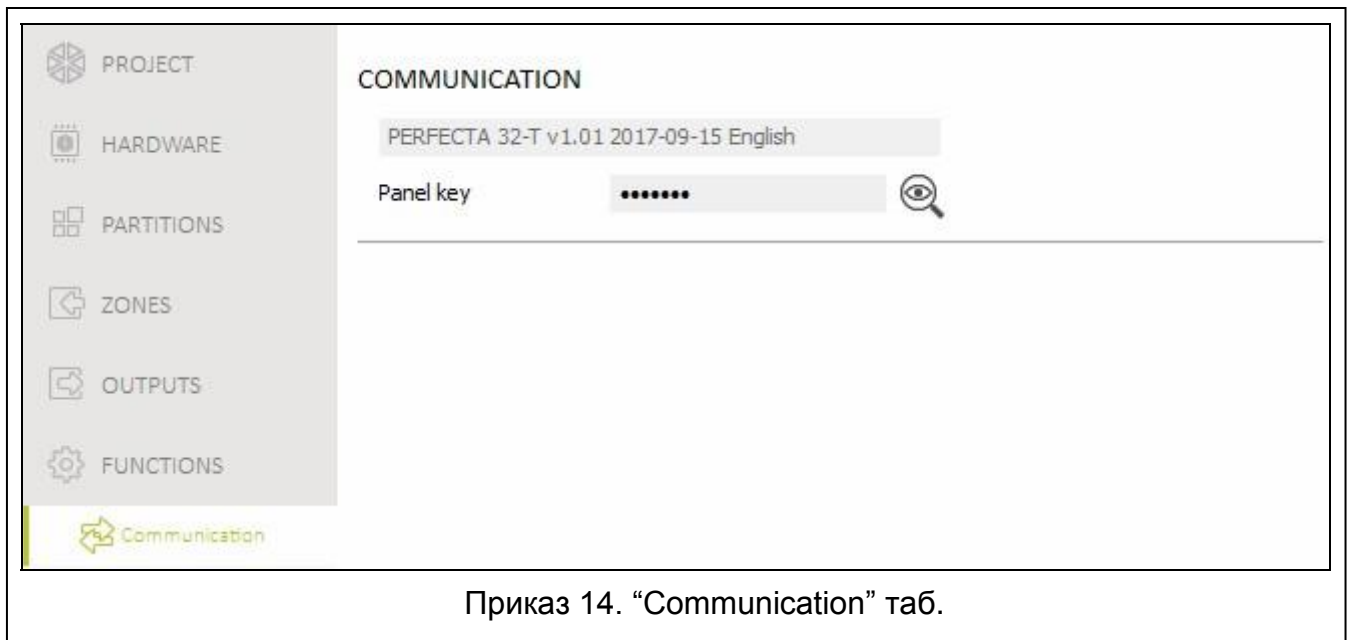 PROJECT
HARDWARE
PARTITIONS
ZONES
OUTPUTS
FUNCTIONS
Communication
COMMUNICATION
PERFECTA 32-T v1.01 2017-09-15 English
Panel key •••••••
Приказ 14. “Communication” таб.